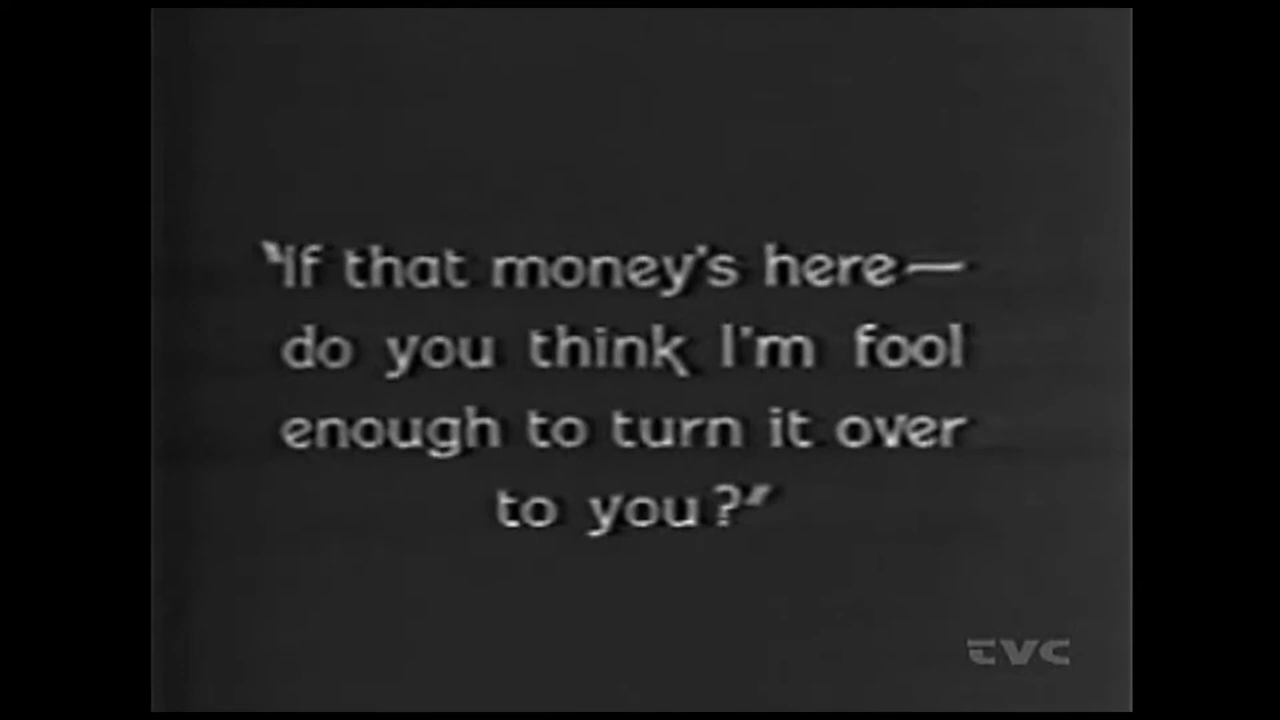 "If that money's here—
do you think I'm fool
enough to turn it over
to you?"
TVC